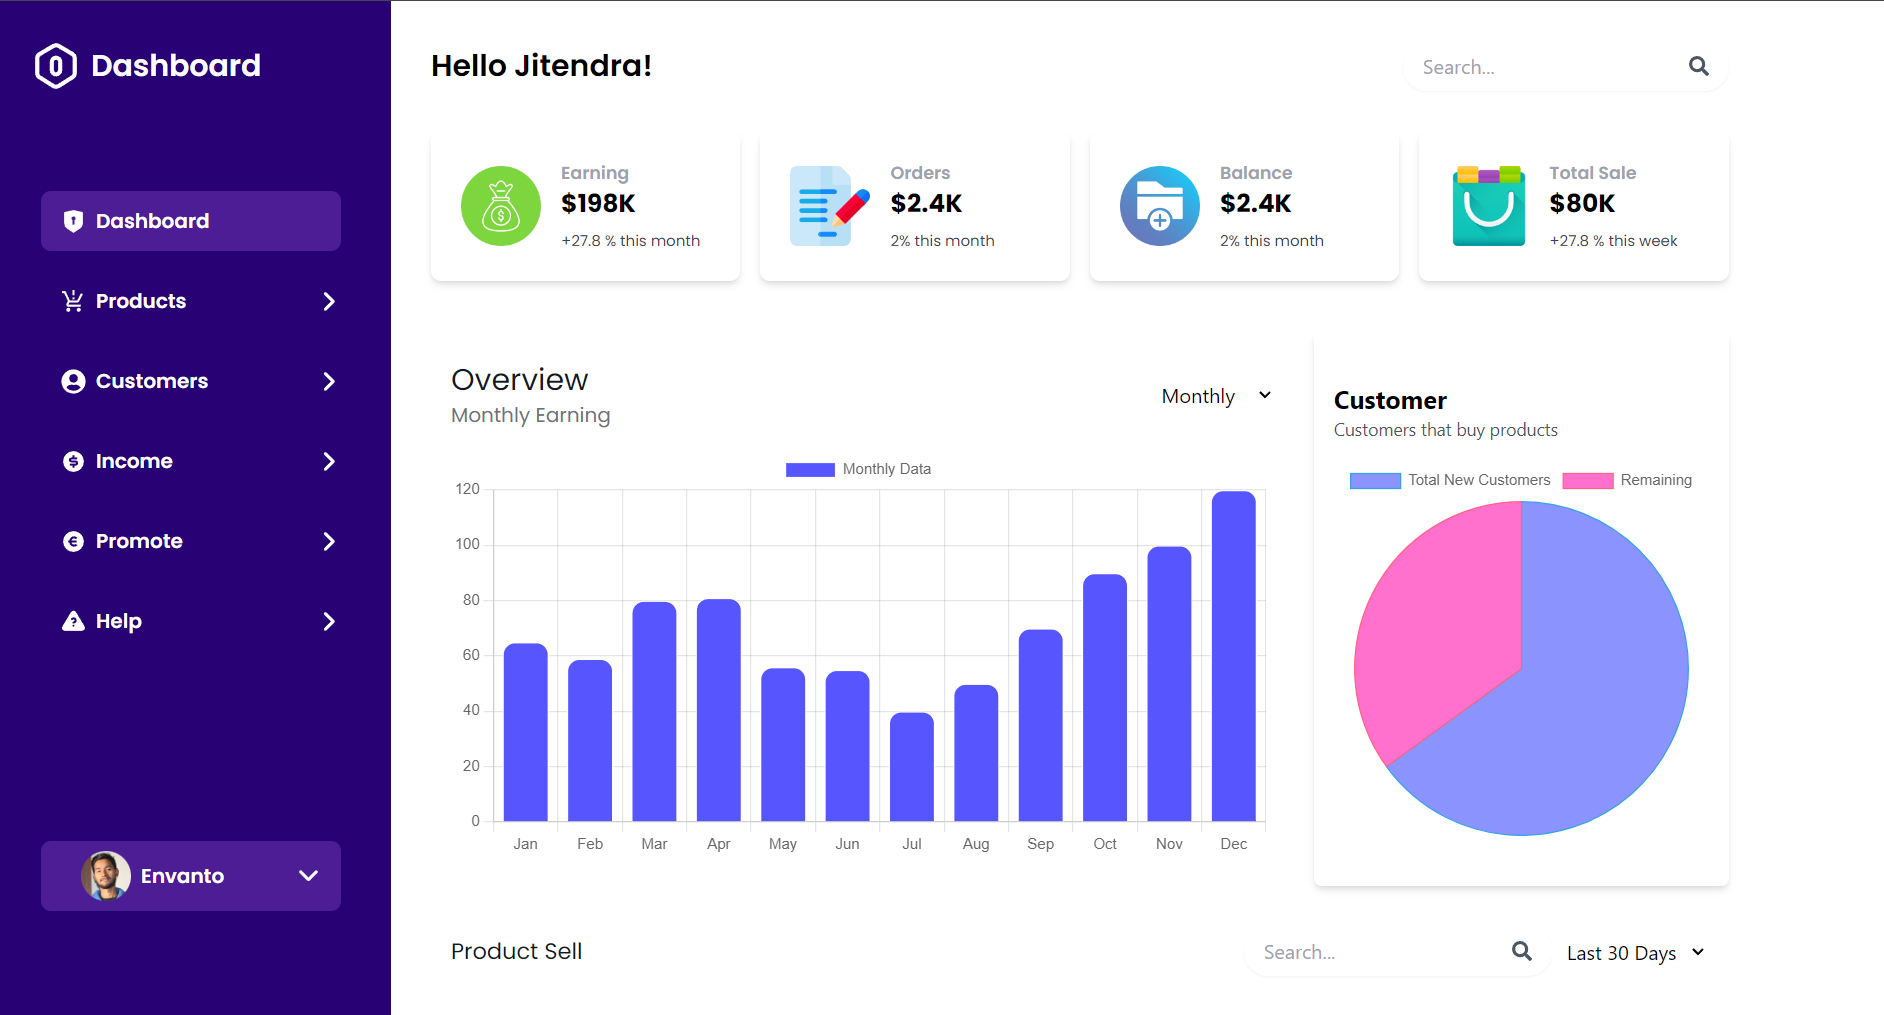 Dashboard
Hello Jitendra!
Search...
Dashboard
Products
Customers
Income
Promote
Help
Envanto
Earning
$198K
+27.8 % this month
Orders
$2.4K
2% this month
Balance
$2.4K
2% this month
Total Sale
$80K
+27.8 % this week
Overview
Monthly Earning
Monthly
Monthly Data
120
100
80
60
40
20
0
Jan Feb Mar Apr May Jun Jul Aug Sep Oct Nov Dec
Customer
Customers that buy products
Total New Customers Remaining
Product Sell
Search...
Last 30 Days